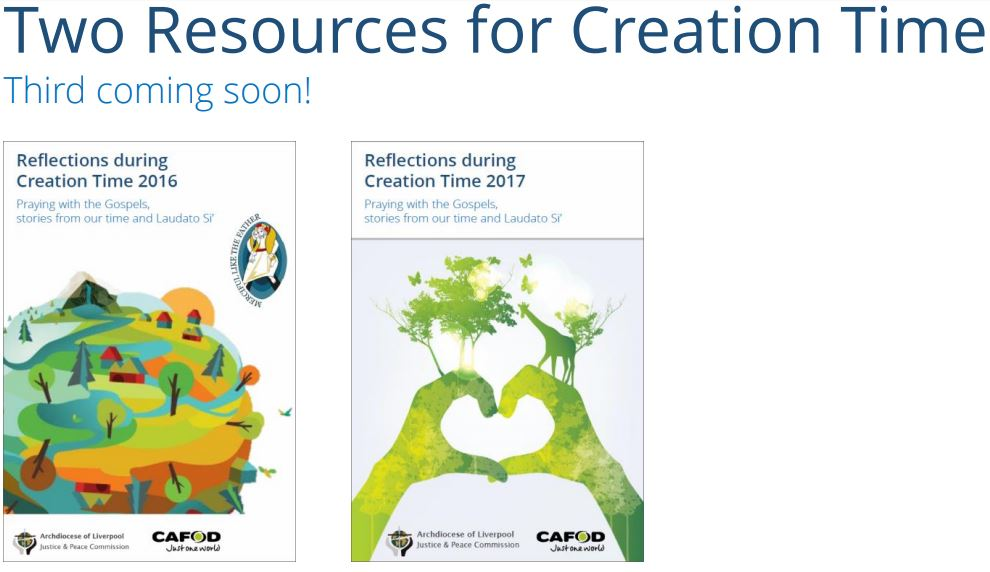 Two Resources for Creation Time
Third coming soon!
Reflections during
Creation Time 2016
Praying with the Gospels,
stories from our time and Laudato Si'
MERCIFUL LIKE THE FATHER
Archdiocese of Liverpool
Justice & Peace Commission
CAFOD
Just one world
Reflections during
Creation Time 2017
Praying with the Gospels,
stories from our time and Laudato Si'
Archdiocese of Liverpool
Justice & Peace Commission
CAFOD
Just one world